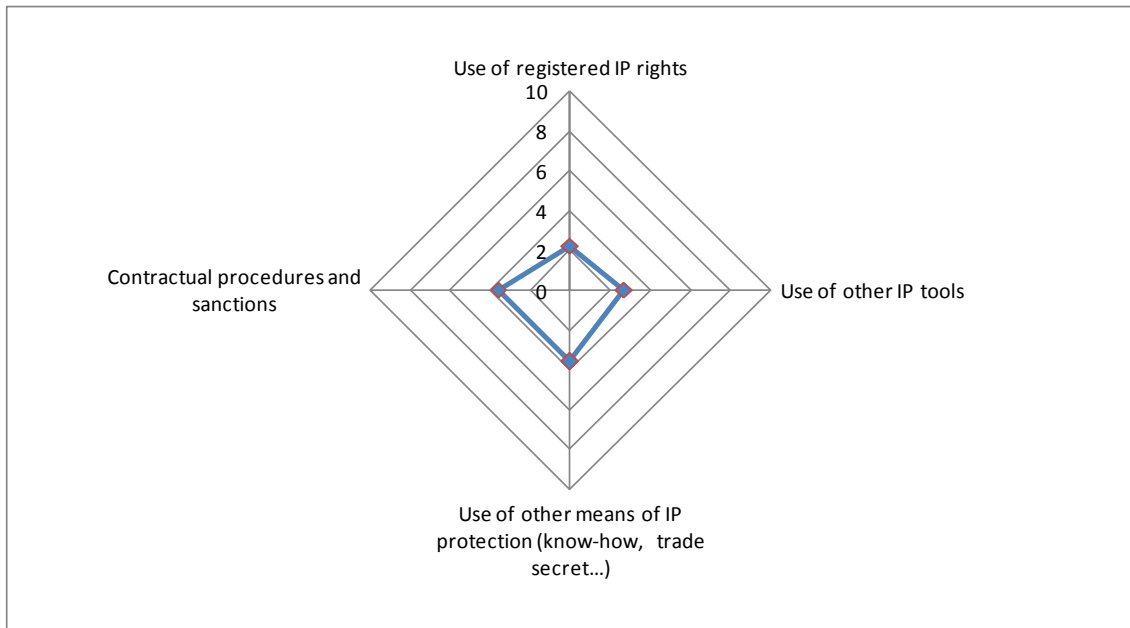 Use of registered IP rights
10
8
6
4
2
0
Contractual procedures and
sanctions
Use of other IP tools
Use of other means of IP
protection (know-how, trade
secret...)